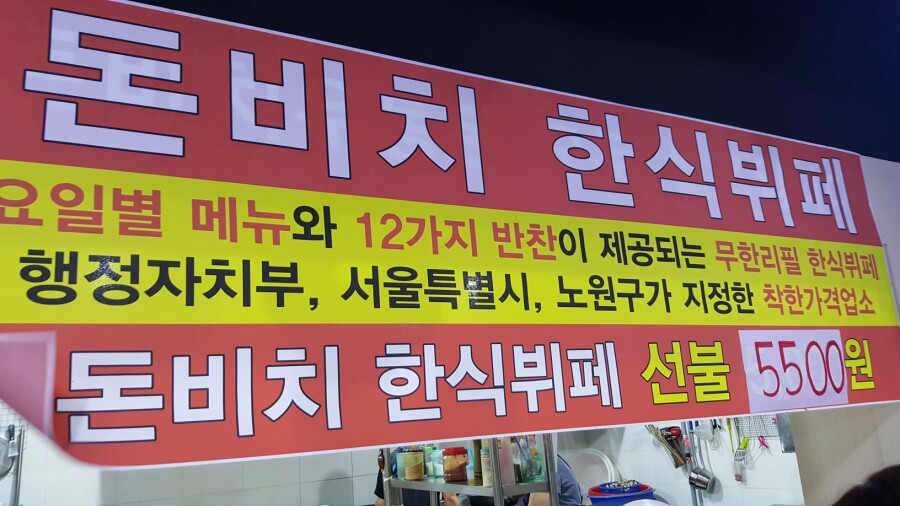 돈비치 한식뷔페
요일별 메뉴와 12가지 반찬이 제공되는 무한리필 한식뷔페
행정자치부, 서울특별시, 노원구가 지정한 착한가격업소
돈비치 한식뷔페 선불 5500원